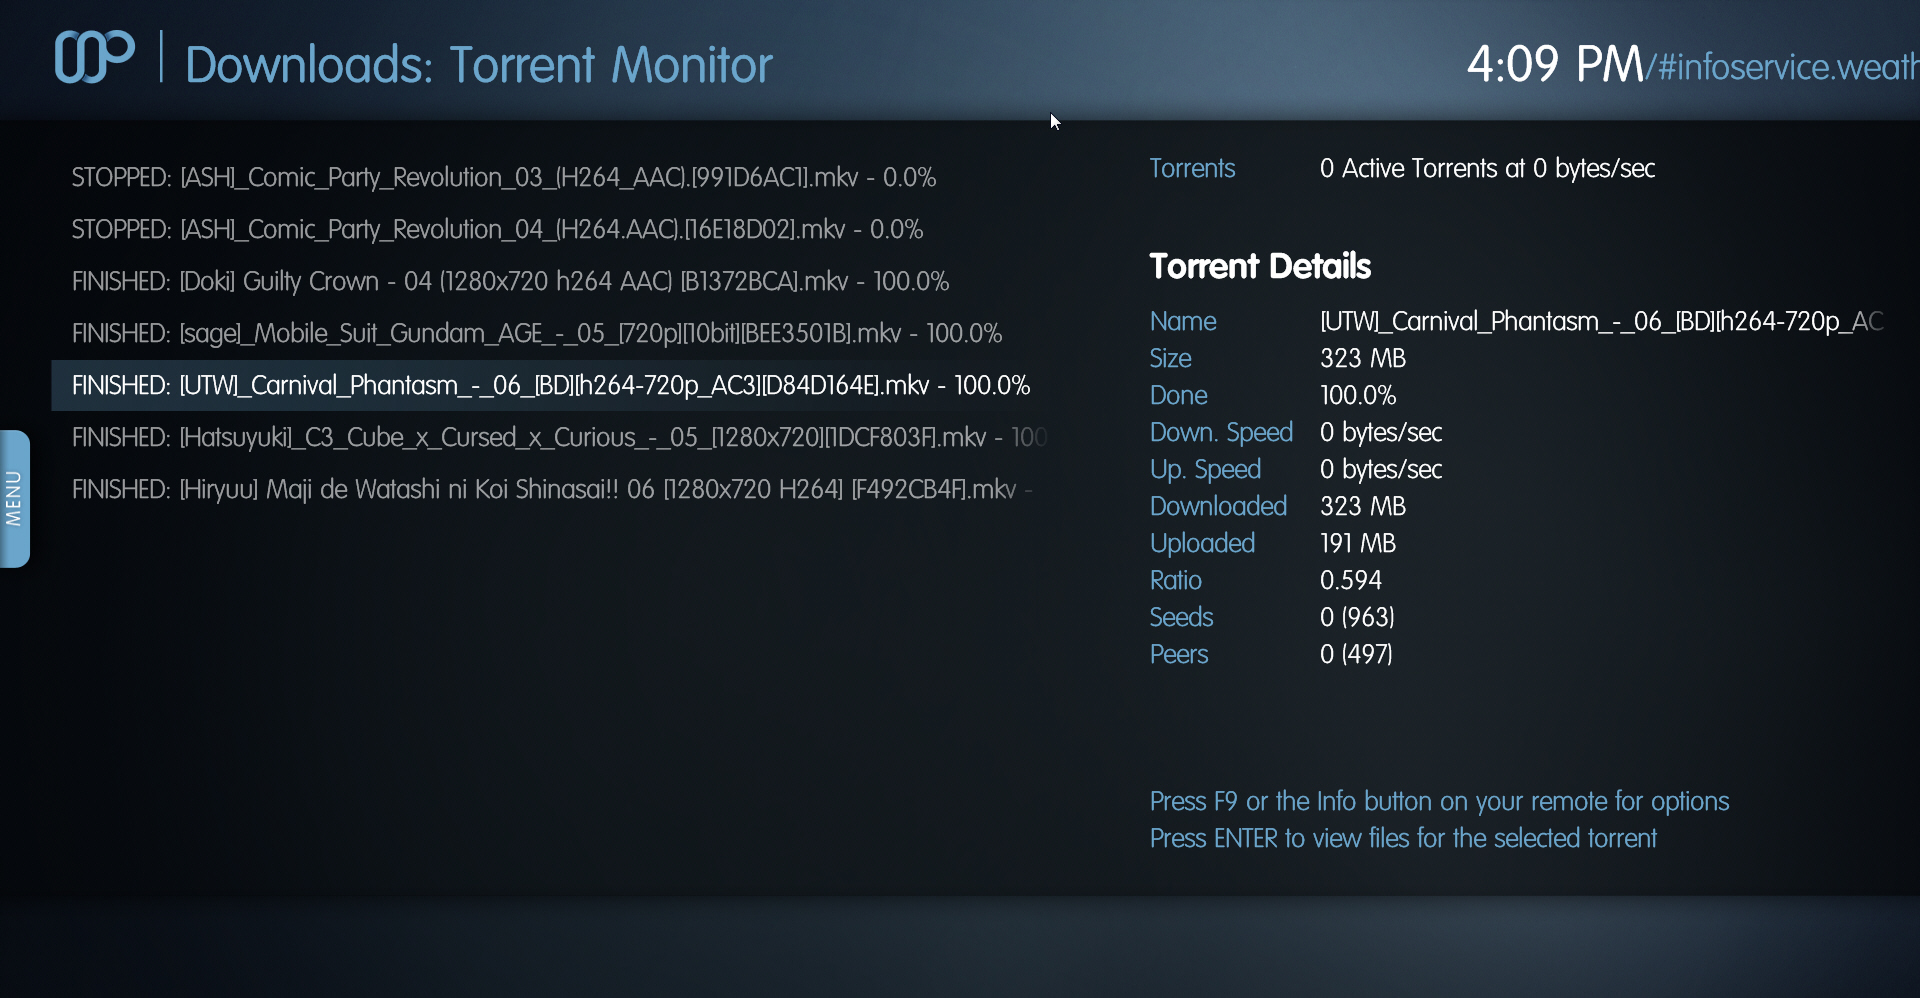 Downloads: Torrent Monitor
4:09 PM/#infoservice.weath
STOPPED: [ASH]_Comic_Party_Revolution_03_(H264_AAC).[991D6AC1].mkv - 0.0%
STOPPED: [ASH]_Comic_Party_Revolution_04_(H264.AAC).[16E18D02].mkv - 0.0%
FINISHED: [Doki] Guilty Crown - 04 (1280x720 h264 AAC) [B1372BCA].mkv - 100.0%
FINISHED: [sage]_Mobile_Suit_Gundam_AGE_-_05_[720p][10bit][BEE3501B].mkv - 100.0%
FINISHED: [UTW]_Carnival_Phantasm_-_06_[BD][h264-720p_AC3][D84D164E].mkv - 100.0%
FINISHED: [Hatsuyuki]_C3_Cube_x_Cursed_x_Curious_-_05_[1280x720][1DCF803F].mkv - 100
FINISHED: [Hiryuu] Maji de Watashi ni Koi Shinasai!! 06 [1280x720 H264] [F492CB4F].mkv -
MENU
Torrents 0 Active Torrents at 0 bytes/sec
Torrent Details
Name [UTW]_Carnival_Phantasm_-_06_[BD][h264-720p_AC
Size 323 MB
Done 100.0%
Down. Speed 0 bytes/sec
Up. Speed 0 bytes/sec
Downloaded 323 MB
Uploaded 191 MB
Ratio 0.594
Seeds 0 (963)
Peers 0 (497)
Press F9 or the Info button on your remote for options
Press ENTER to view files for the selected torrent